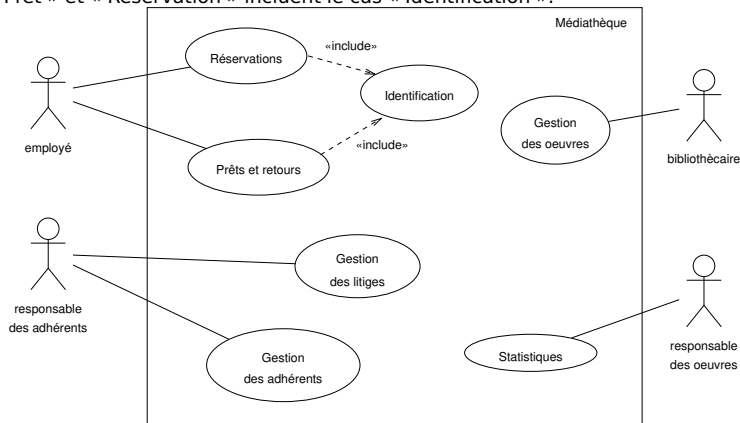 Prêt » et « Réservation » incluent le cas « Identification ».
Médiathèque
Réservations
«include»
Identification
Gestion
des oeuvres
employé
«include»
Prêts et retours
bibliothècaire
Gestion
des litiges
responsable
des adhérents
Gestion
des adhérents
Statistiques
responsable
des oeuvres